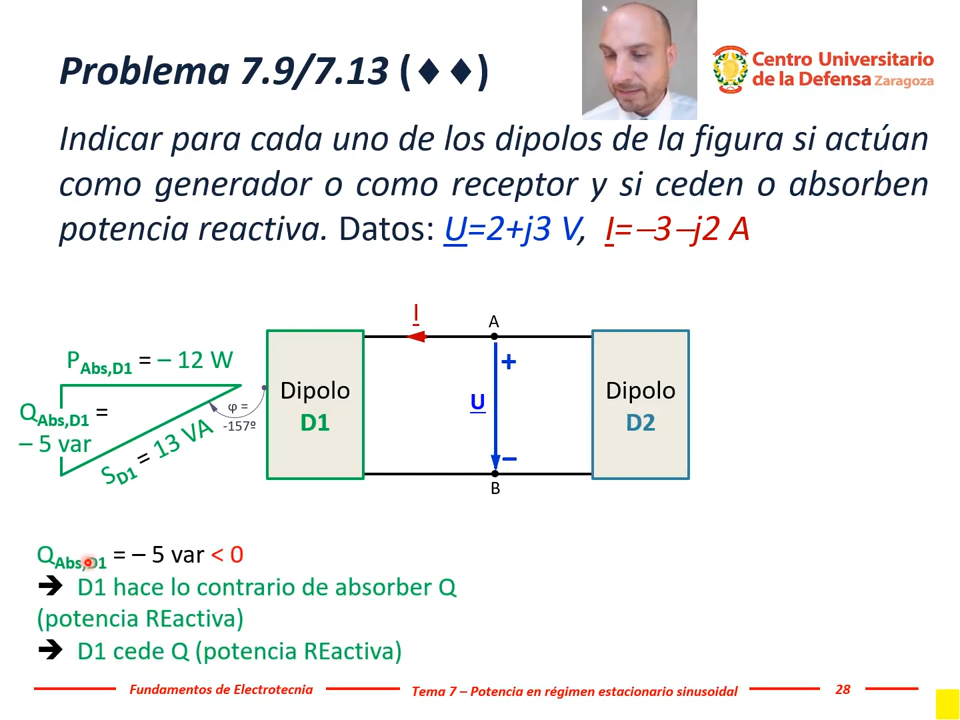 Problema 7.9/7.13 (♦♦)
Centro Universitario
de la Defensa Zaragoza
Indicar para cada uno de los dipolos de la figura si actúan
como generador o como receptor y si ceden o absorben
potencia reactiva. Datos: U=2+j3 V, I=−3−j2 A
I
A
PAbs,D1 = – 12 W
+
QAbs,D1 =
– 5 var
φ =
-157º
SD1 = 13 VA
Dipolo
D1
U
Dipolo
D2
–
B
QAbs,D1 = – 5 var < 0
➔ D1 hace lo contrario de absorber Q
(potencia REactiva)
➔ D1 cede Q (potencia REactiva)
Fundamentos de Electrotecnia
Tema 7 – Potencia en régimen estacionario sinusoidal
28